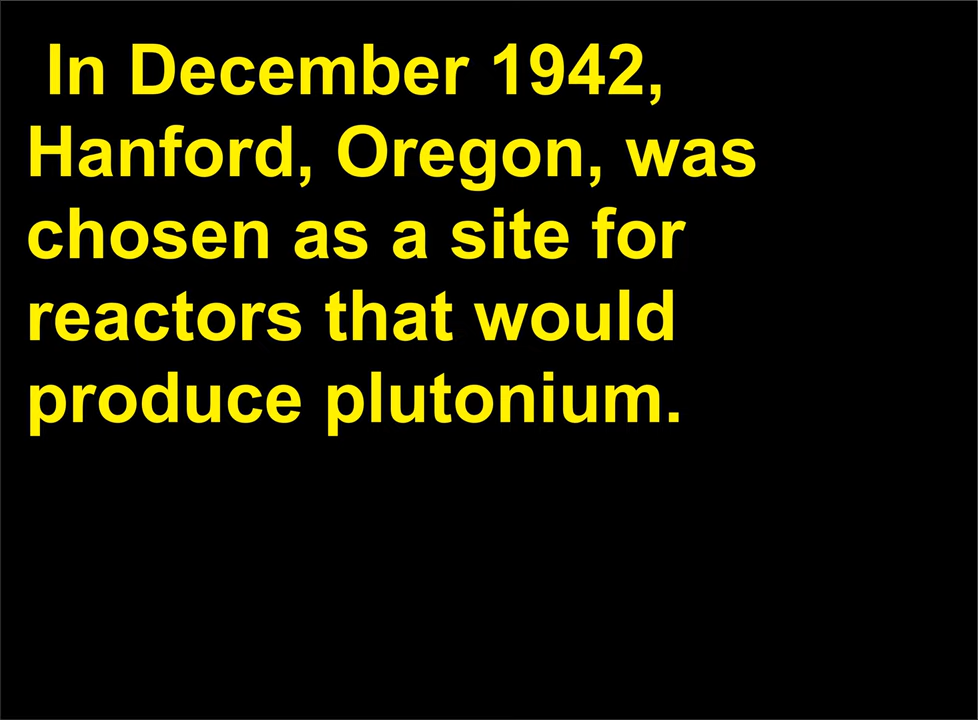 In December 1942,
Hanford, Oregon, was
chosen as a site for
reactors that would
produce plutonium.